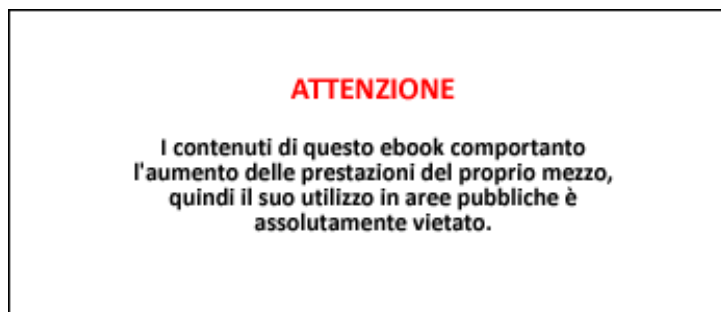 ATTENZIONE
I contenuti di questo ebook comportanto
l'aumento delle prestazioni del proprio mezzo,
quindi il suo utilizzo in aree pubbliche è
assolutamente vietato.